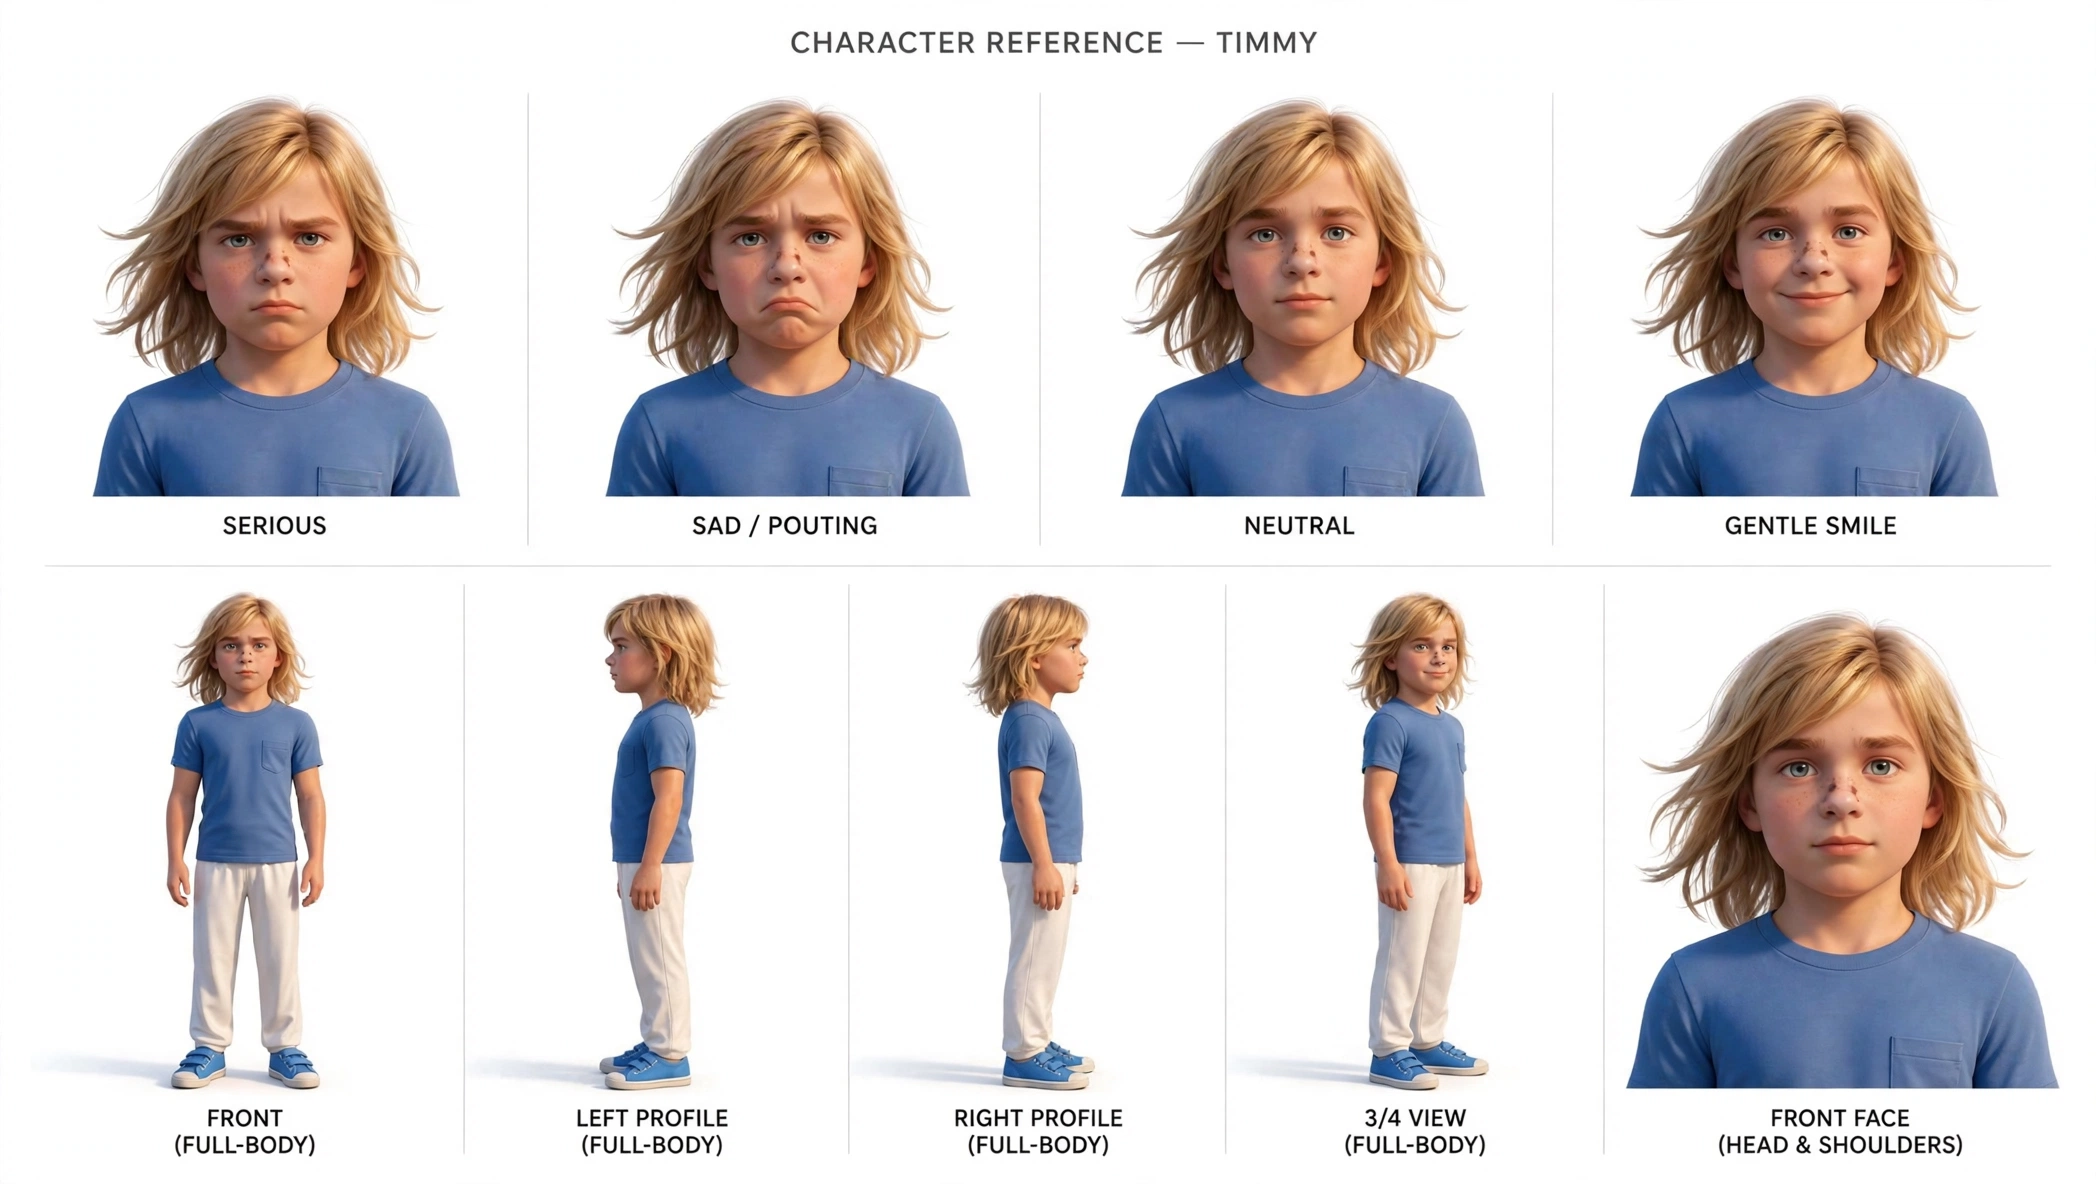 CHARACTER REFERENCE — TIMMY
SERIOUS
SAD / POUTING
NEUTRAL
GENTLE SMILE
FRONT
(FULL-BODY)
LEFT PROFILE
(FULL-BODY)
RIGHT PROFILE
(FULL-BODY)
3/4 VIEW
(FULL-BODY)
FRONT FACE
(HEAD & SHOULDERS)